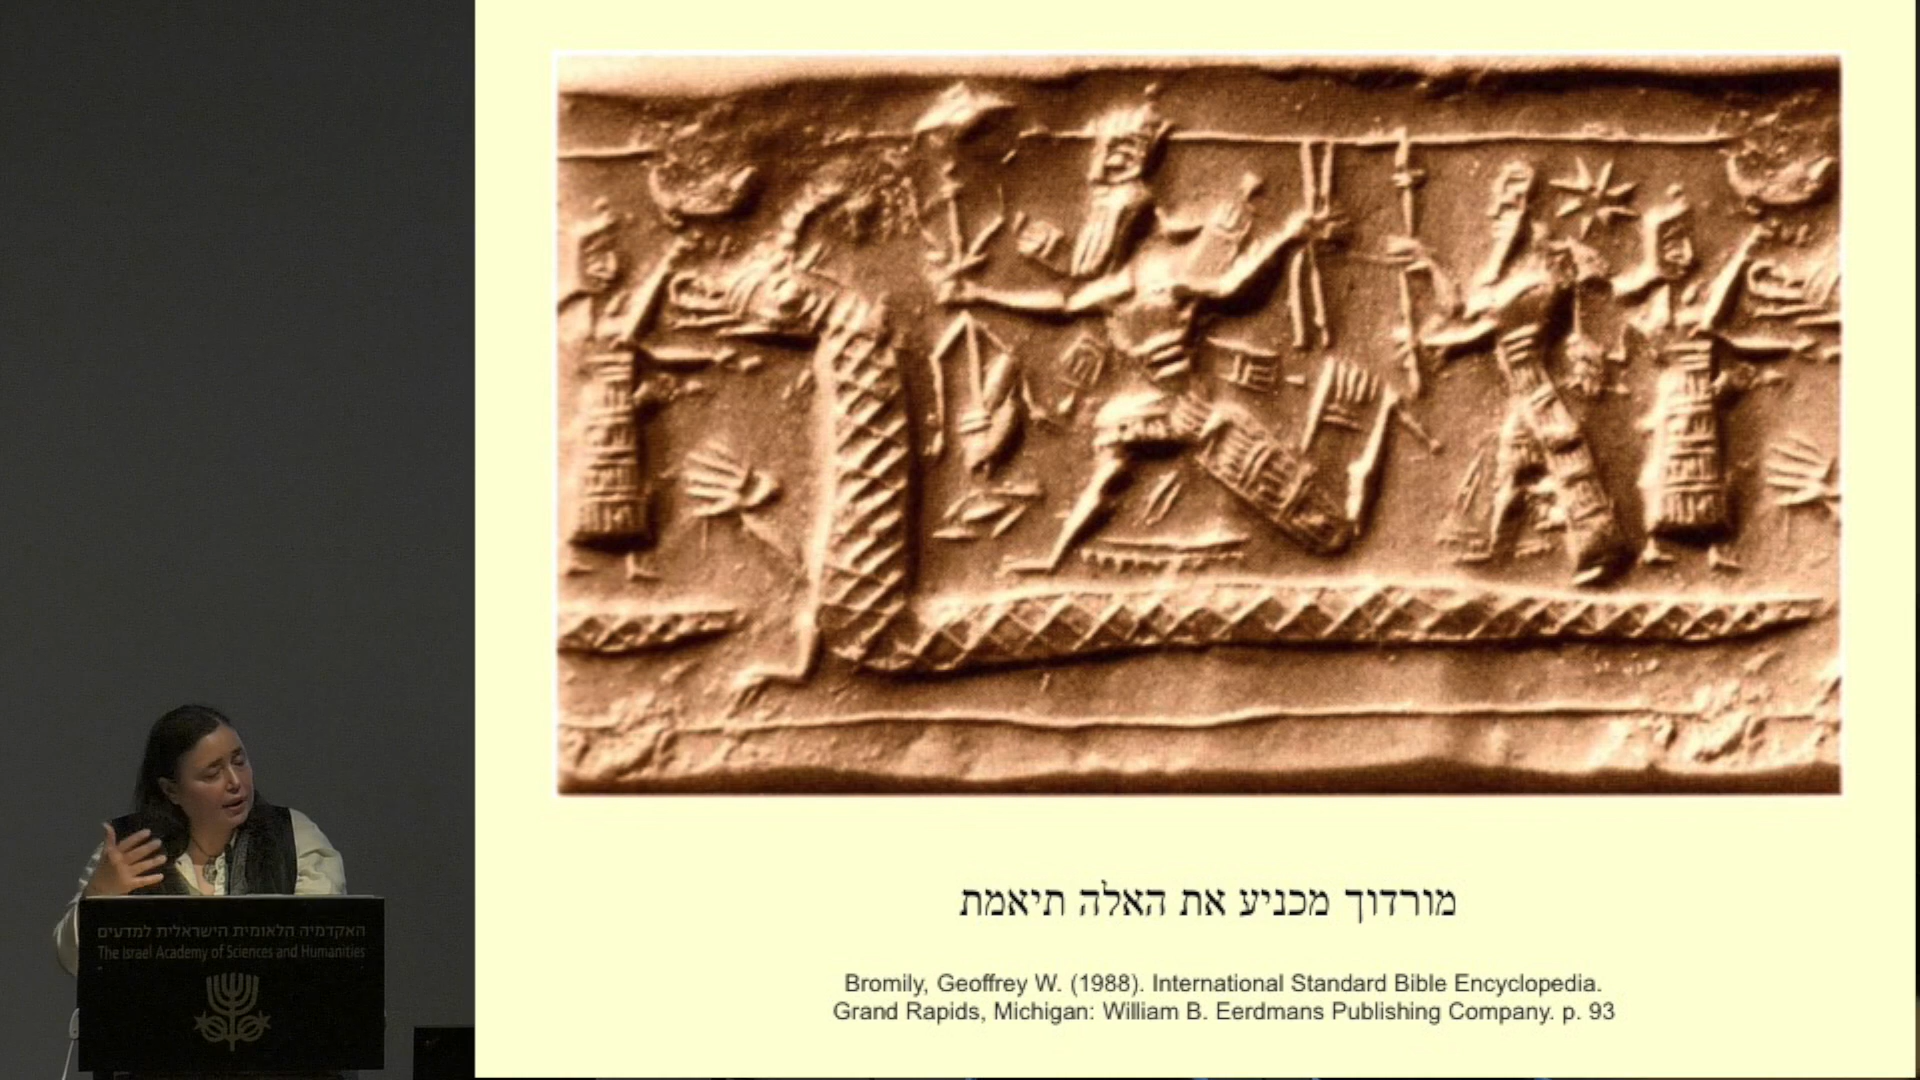 מורדוך מכניע את האלה תיאמת
Bromily, Geoffrey W. (1988). International Standard Bible Encyclopedia.
Grand Rapids, Michigan: William B. Eerdmans Publishing Company. p. 93
האקדמיה הלאומית הישראלית למדעים
The Israel Academy of Sciences and Humanities